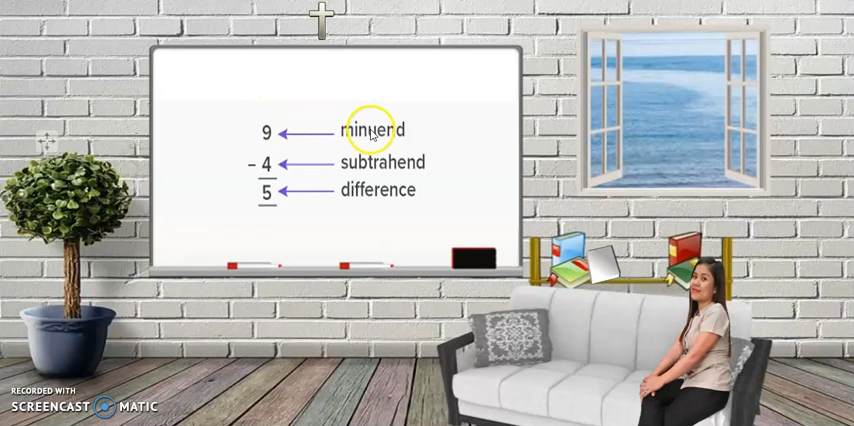 9 minuend
– 4 subtrahend
5 difference
RECORDED WITH
SCREENCAST MATIC